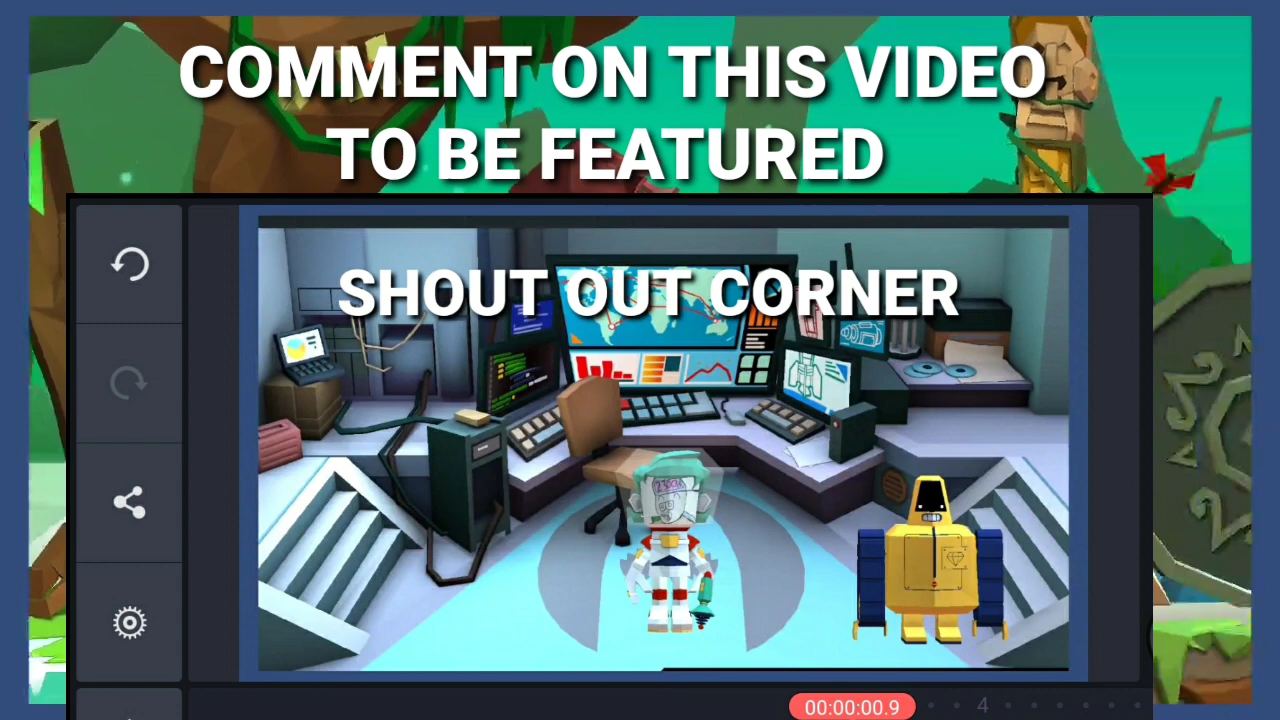 COMMENT ON THIS VIDEO
TO BE FEATURED
SHOUT OUT CORNER
00:00:00.9
4